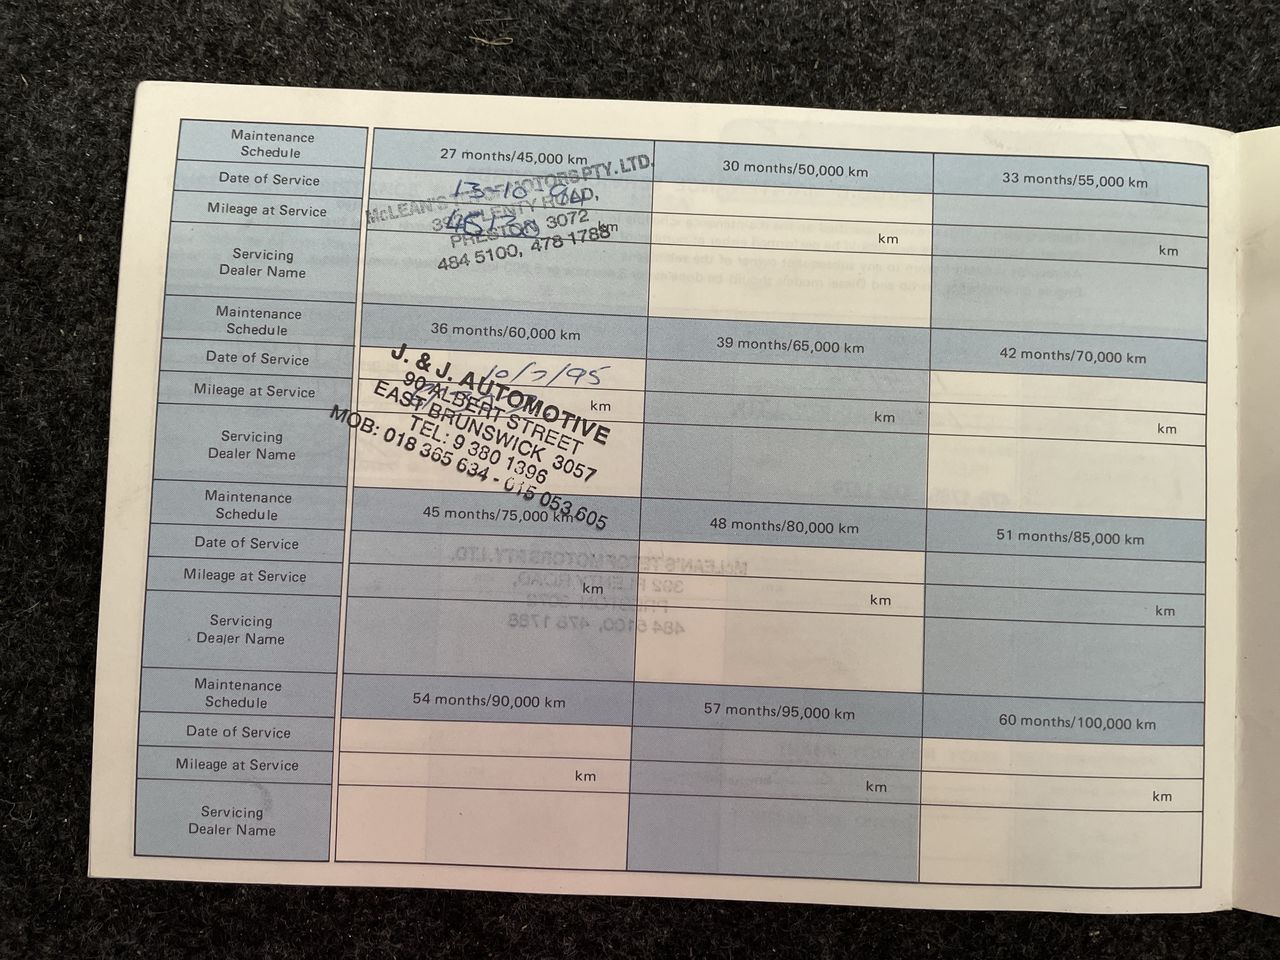 Maintenance Schedule 27 months/45,000 km 30 months/50,000 km 33 months/55,000 km
Date of Service 13-10-
Mileage at Service km km km
Servicing Dealer Name
McLEAN'S MOTORS PTY. LTD.
PLENTY ROAD,
PRESTON 3072
484 5100, 478 1788
Maintenance Schedule 36 months/60,000 km 39 months/65,000 km 42 months/70,000 km
Date of Service 10/7/95
Mileage at Service km km km
Servicing Dealer Name
J. & J. AUTOMOTIVE
90 ALBERT STREET
EAST BRUNSWICK 3057
TEL: 9 380 1396
MOB: 018 365 634 - 015 053 605
Maintenance Schedule 45 months/75,000 km 48 months/80,000 km 51 months/85,000 km
Date of Service
Mileage at Service km km km
Servicing Dealer Name
Maintenance Schedule 54 months/90,000 km 57 months/95,000 km 60 months/100,000 km
Date of Service
Mileage at Service km km km
Servicing Dealer Name